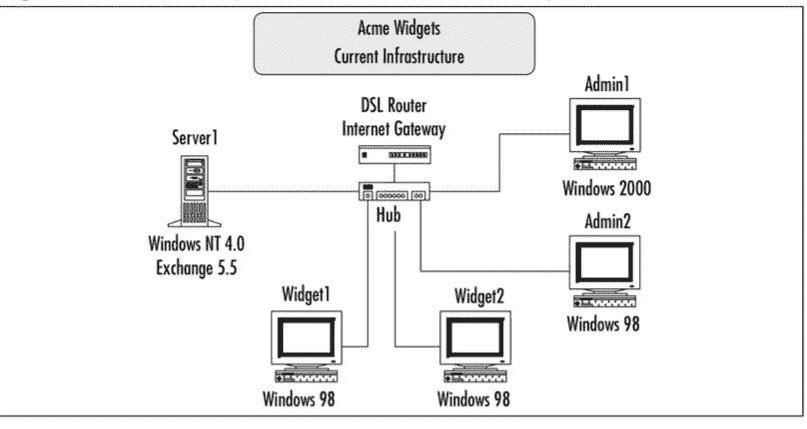 Acme Widgets
Current Infrastructure
DSL Router
Internet Gateway
Admin1
Server1
Windows 2000
Hub
Admin2
Windows NT 4.0
Exchange 5.5
Widget1
Widget2
Windows 98
Windows 98
Windows 98